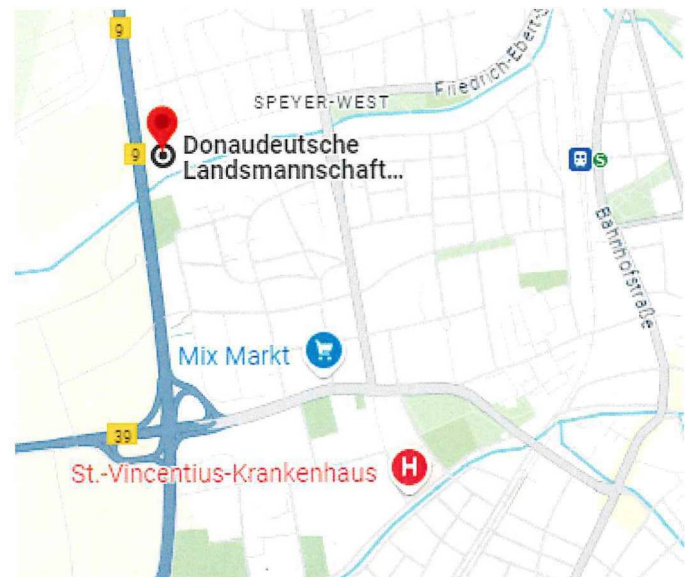 9
Friedrich-Ebert-S
SPEYER-WEST
Donaudeutsche
Landsmannschaft...
9
S
Bahnhofstraße
Mix Markt
39
St.-Vincentius-Krankenhaus
H